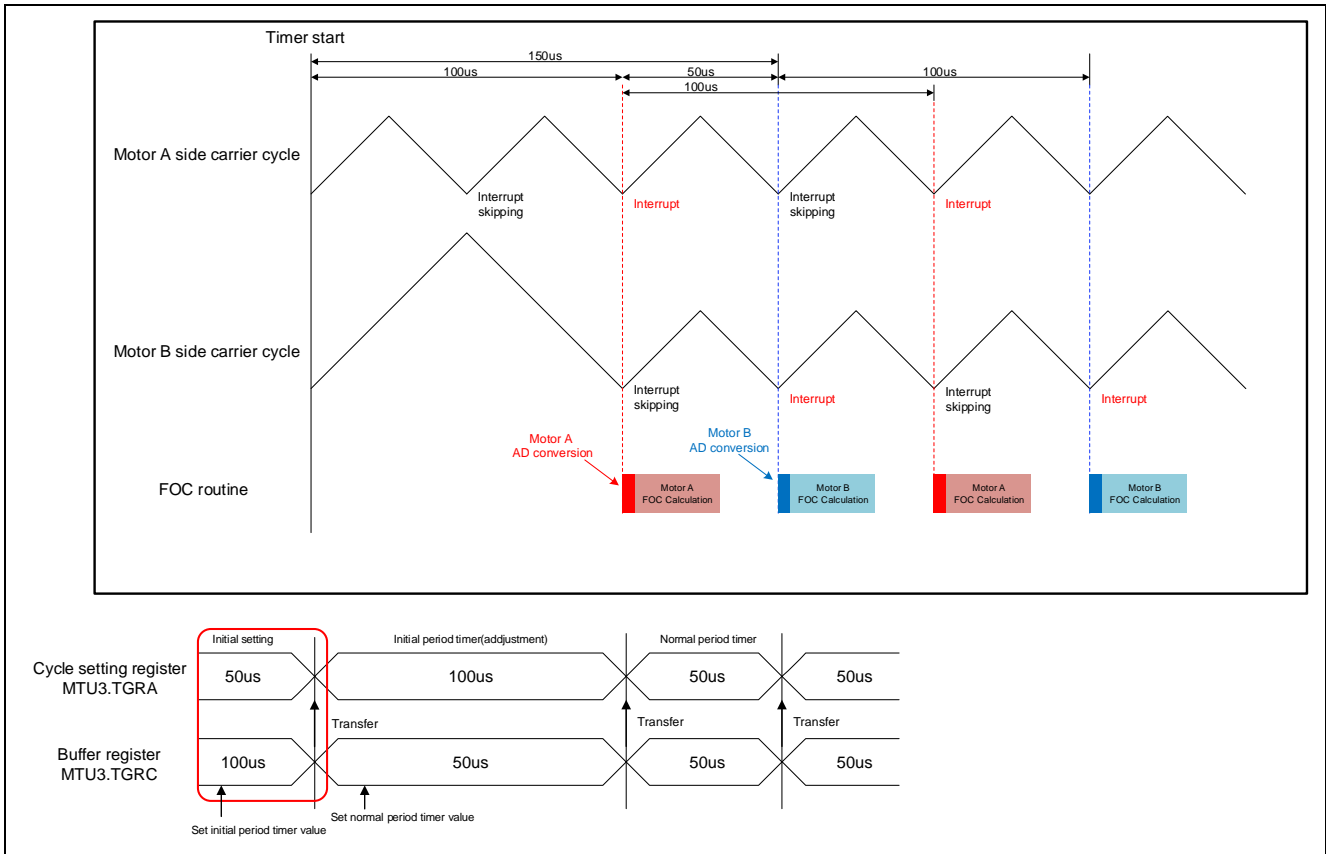 Timer start
150us
100us
50us
100us
100us
Motor A side carrier cycle
Interrupt
skipping
Interrupt
Interrupt
skipping
Interrupt
Motor B side carrier cycle
Interrupt
skipping
Interrupt
Interrupt
skipping
Interrupt
Motor A
AD conversion
Motor B
AD conversion
FOC routine
Motor A
FOC Calculation
Motor B
FOC Calculation
Motor A
FOC Calculation
Motor B
FOC Calculation
Initial setting
Initial period timer(addjustment)
Normal period timer
Cycle setting register
MTU3.TGRA
50us
100us
50us
50us
Transfer
Transfer
Transfer
Buffer register
MTU3.TGRC
100us
50us
50us
50us
Set initial period timer value
Set normal period timer value